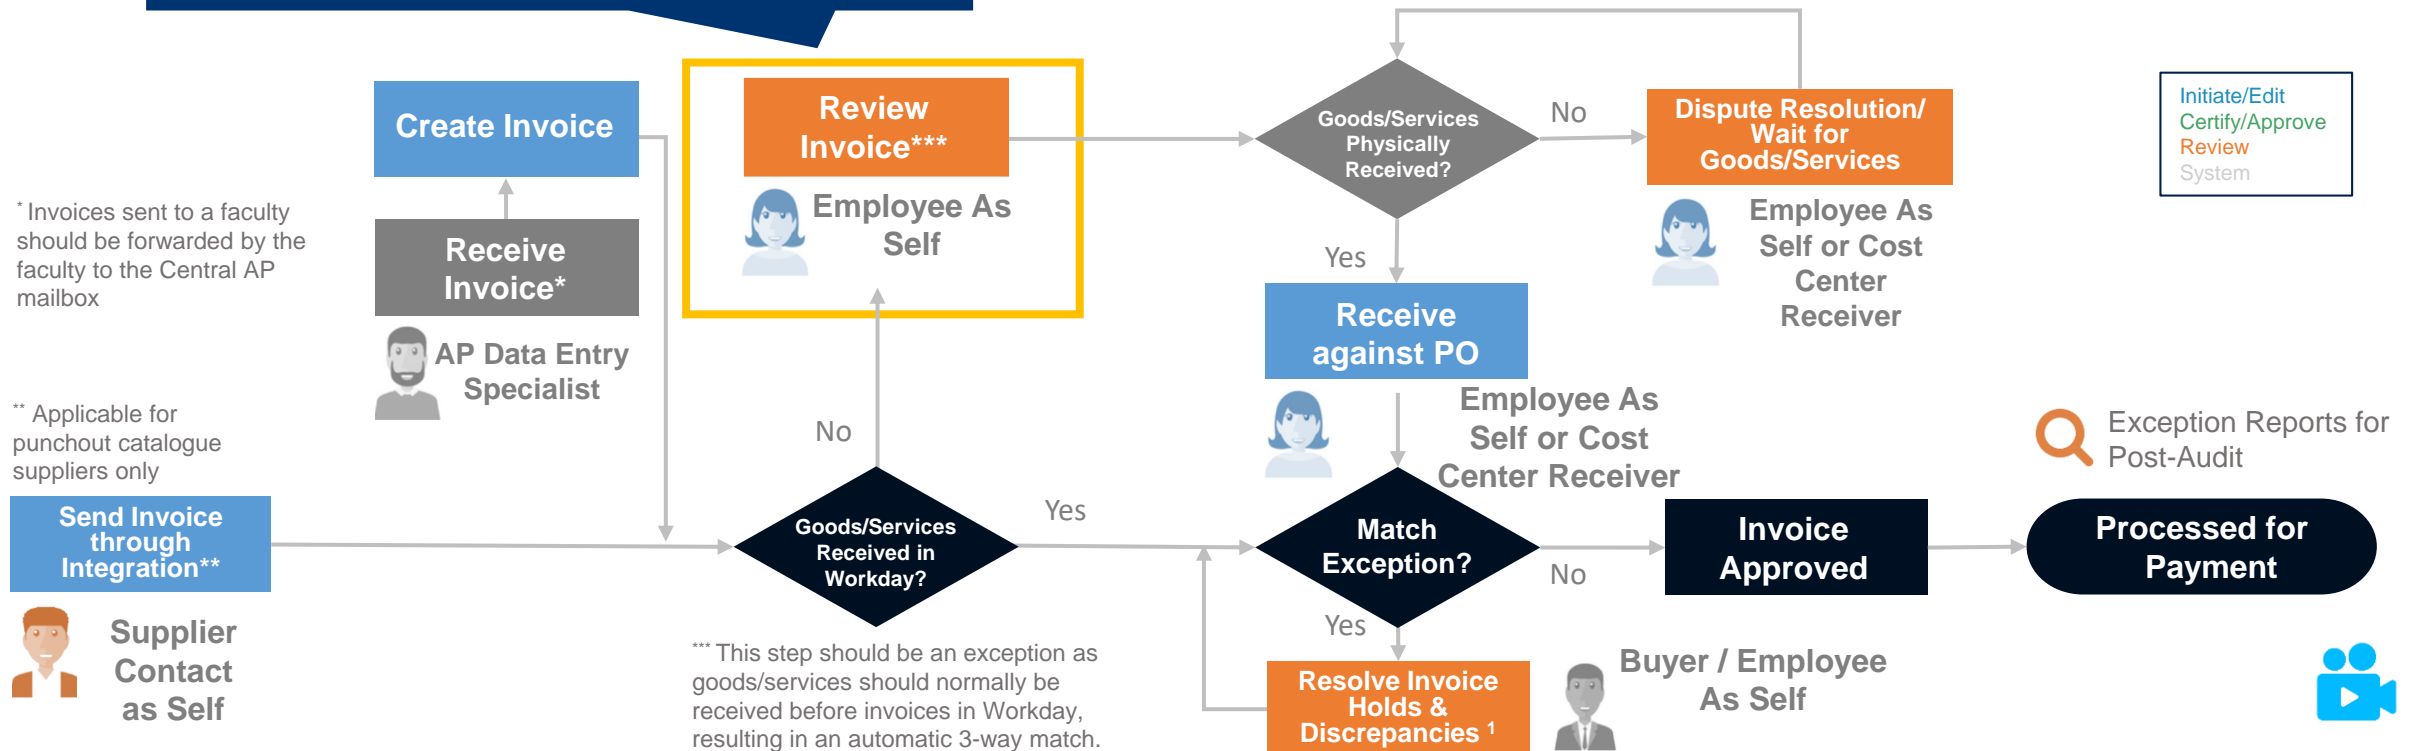 Create Invoice
* Invoices sent to a faculty
should be forwarded by the
faculty to the Central AP
mailbox
Receive
Invoice*
AP Data Entry
Specialist
** Applicable for
punchout catalogue
suppliers only
Send Invoice
through
Integration**
Supplier
Contact
as Self
Review
Invoice***
Employee As
Self
No
Goods/Services
Received in
Workday?
Yes
*** This step should be an exception as
goods/services should normally be
received before invoices in Workday,
resulting in an automatic 3-way match.
Goods/Services
Physically
Received?
No
Dispute Resolution/
Wait for
Goods/Services
Employee As
Self or Cost
Center
Receiver
Yes
Receive
against PO
Employee As
Self or Cost
Center Receiver
Match
Exception?
No
Yes
Resolve Invoice
Holds &
Discrepancies 1
Buyer / Employee
As Self
Invoice
Approved
Processed for
Payment
Exception Reports for
Post-Audit
Initiate/Edit
Certify/Approve
Review
System